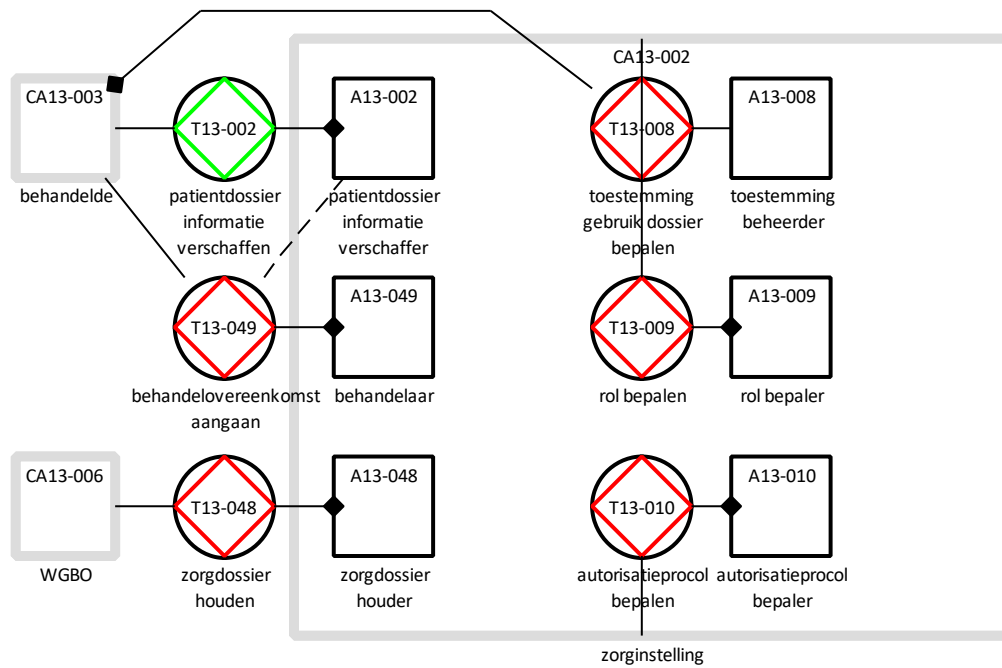 CA13-002
CA13-003
T13-002
A13-002
T13-008
A13-008
behandelde
patientdossier
informatie
verschaffen
patientdossier
informatie
verschaffer
toestemming
gebruik dossier
bepalen
toestemming
beheerder
T13-049
A13-049
T13-009
A13-009
behandelovereenkomst
aangaan
behandelaar
rol bepalen
rol bepaler
CA13-006
T13-048
A13-048
T13-010
A13-010
WGBO
zorgdossier
houden
zorgdossier
houder
autorisatieprocol
bepalen
autorisatieprocol
bepaler
zorginstelling